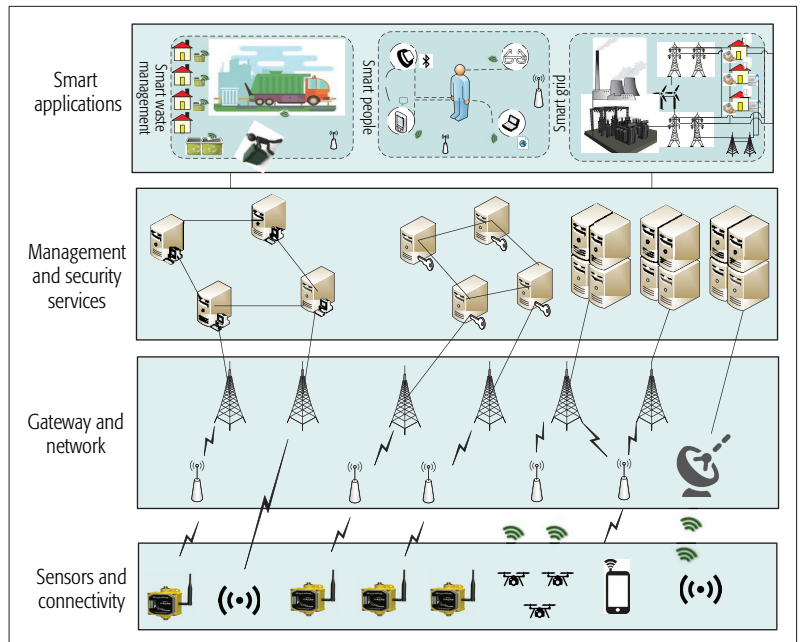 Smart
applications
Smart waste
management
Smart people
Smart grid
Management
and security
services
Gateway and
network
Sensors and
connectivity